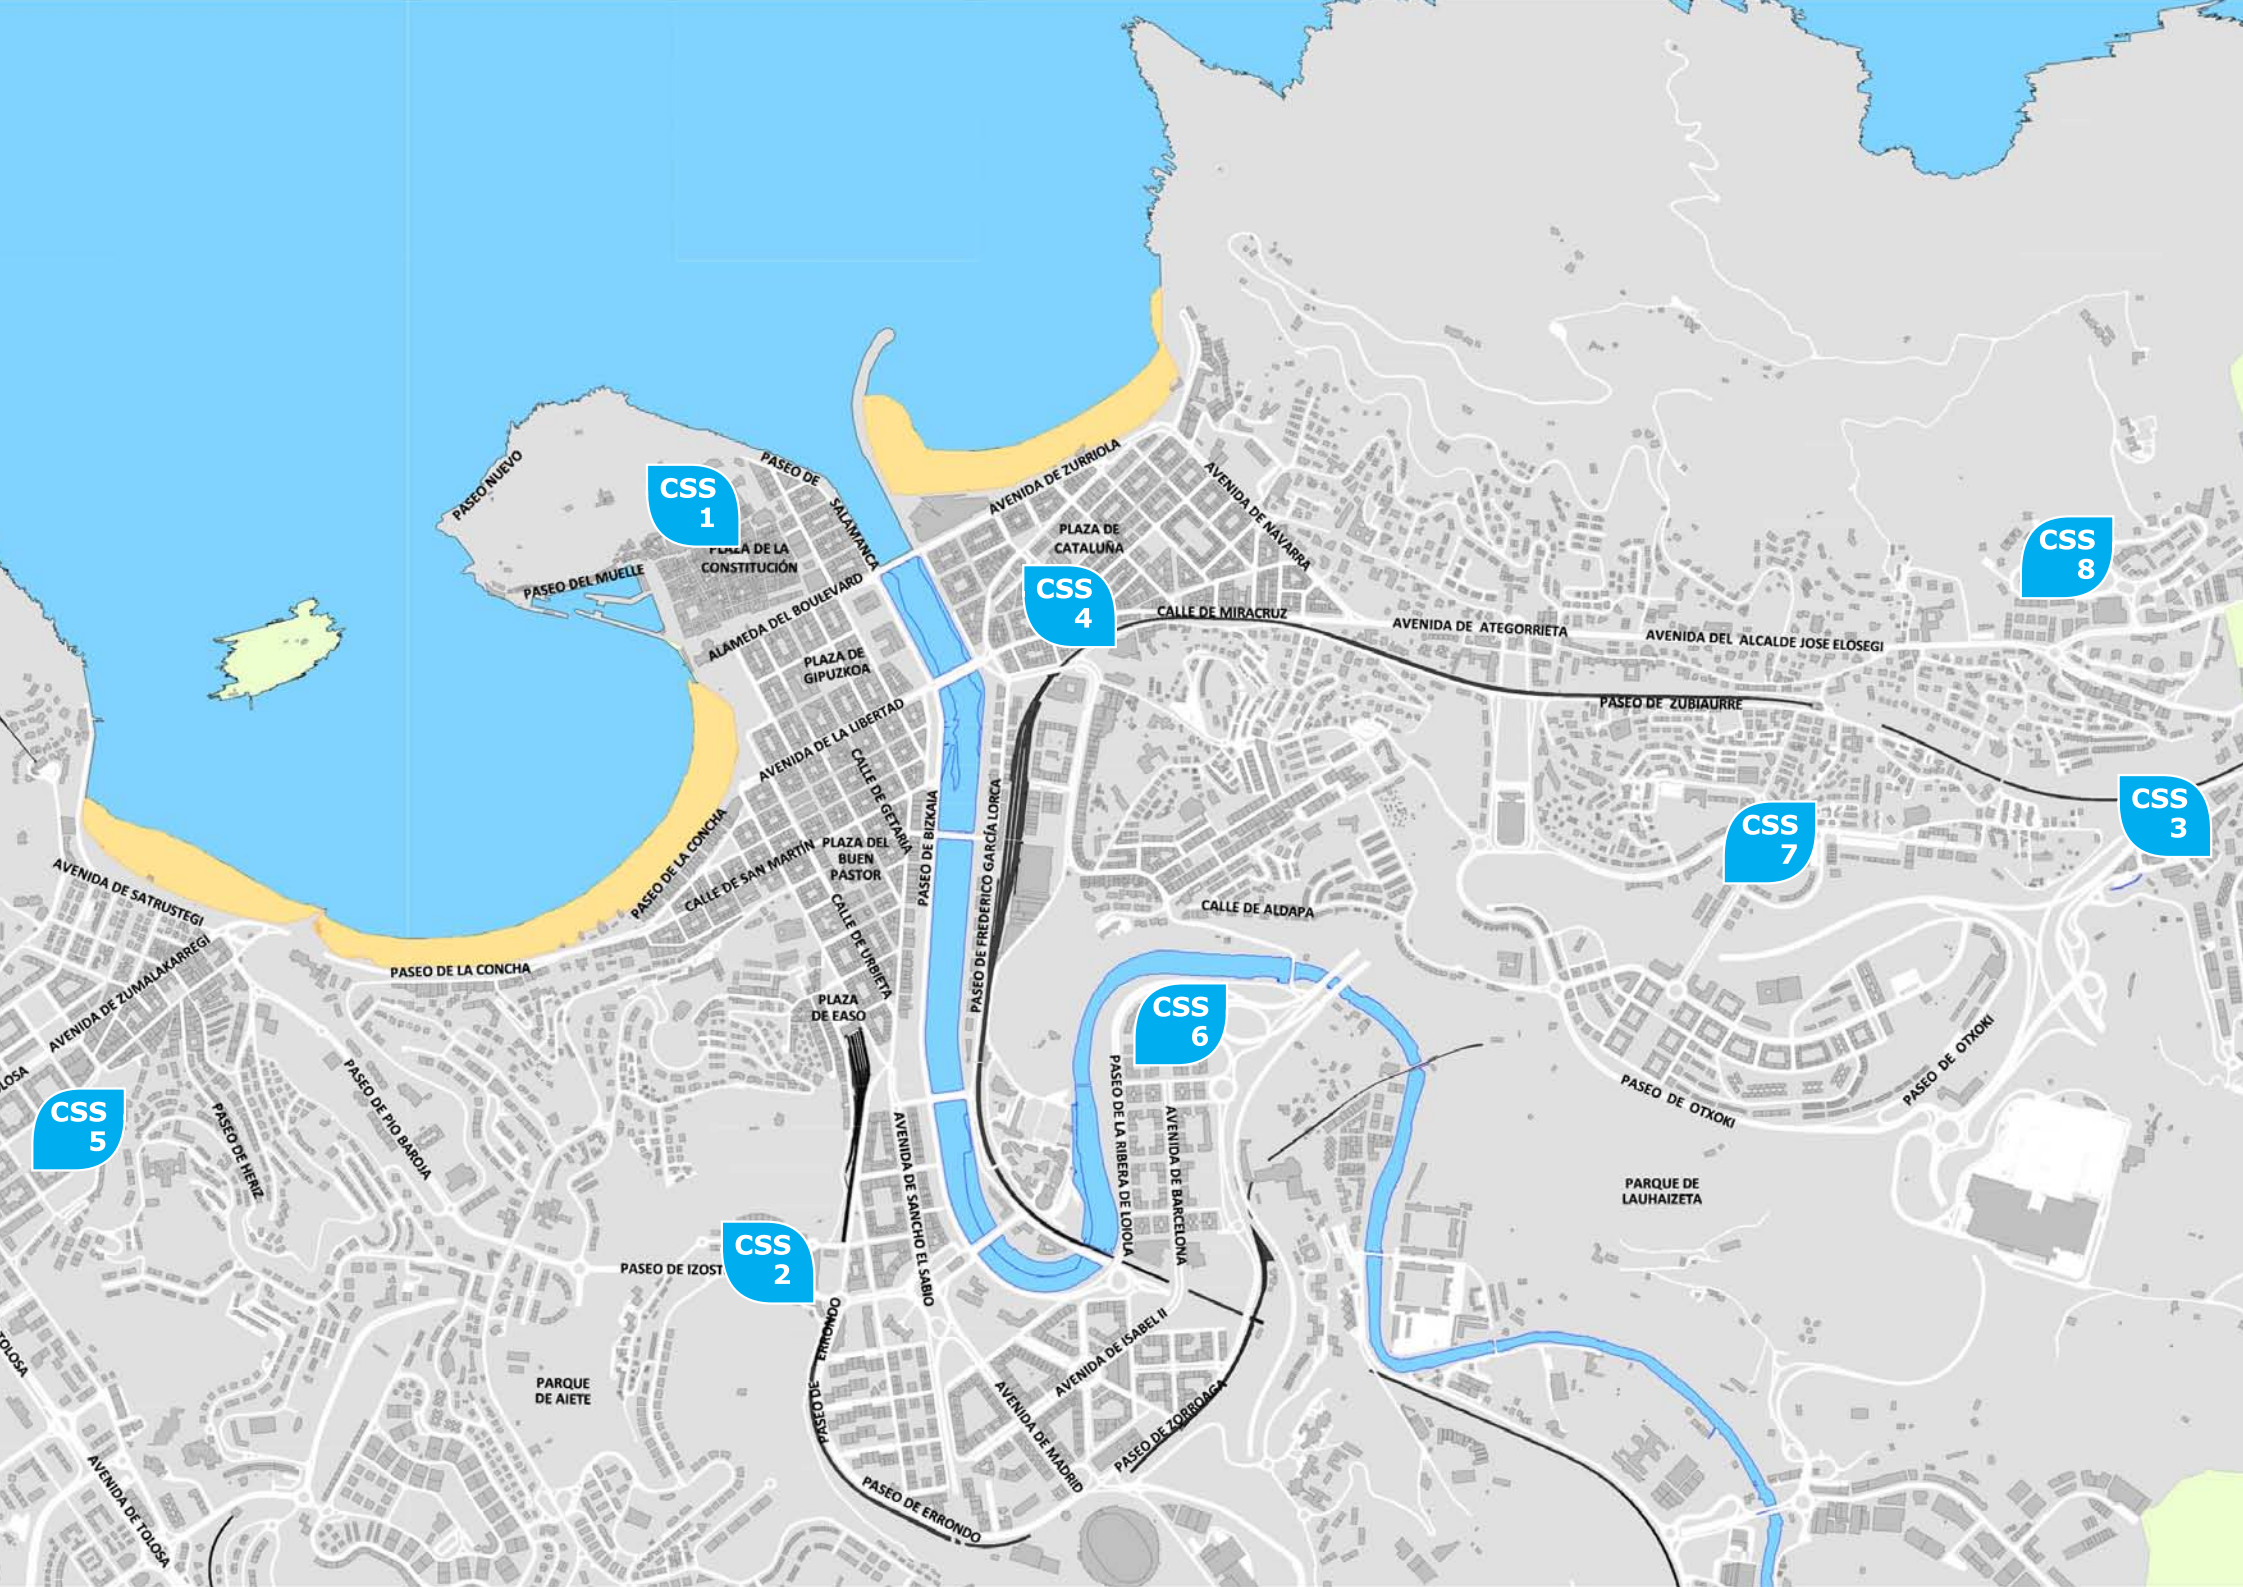 PASEO NUEVO
CSS
1
PASEO DE
SALAMANCA
PLAZA DE LA
CONSTITUCIÓN
PASEO DEL MUELLE
ALAMEDA DEL BOULEVARD
AVENIDA DE ZURRIOLA
PLAZA DE
CATALUÑA
AVENIDA DE NAVARRA
CSS
4
CALLE DE MIRACRUZ
AVENIDA DE ATEGORRIETA
AVENIDA DEL ALCALDE JOSE ELOSEGI
CSS
8
PLAZA DE
GIPUZKOA
AVENIDA DE LA LIBERTAD
PASEO DE ZUBIAURRE
CSS
3
CSS
7
CALLE DE GETARIA
PASEO DE LA CONCHA
CALLE DE SAN MARTÍN
PLAZA DEL
BUEN
PASTOR
PASEO DE BIZKAIA
PASEO DE FREDERICO GARCÍA LORCA
CALLE DE ALDAPA
AVENIDA DE SATRUSTEGI
AVENIDA DE ZUMALAKARREGI
PASEO DE LA CONCHA
CALLE DE URBIETA
PLAZA
DE EASO
CSS
6
LOSA
CSS
5
PASEO DE HERIZ
PASEO DE PIO BAROJA
AVENIDA DE SANCHO EL SABIO
PASEO DE LA RIBERA DE LOIOLA
AVENIDA DE BARCELONA
PASEO DE OTXOKI
PASEO DE OTXOKI
PARQUE DE
LAUHAIZETA
PASEO DE IZOST
CSS
2
PASEO DE ERRONDO
AVENIDA DE ISABEL II
TOLOSA
PARQUE
DE AIETE
AVENIDA DE MADRID
PASEO DE ZORROAGA
AVENIDA DE TOLOSA
PASEO DE ERRONDO